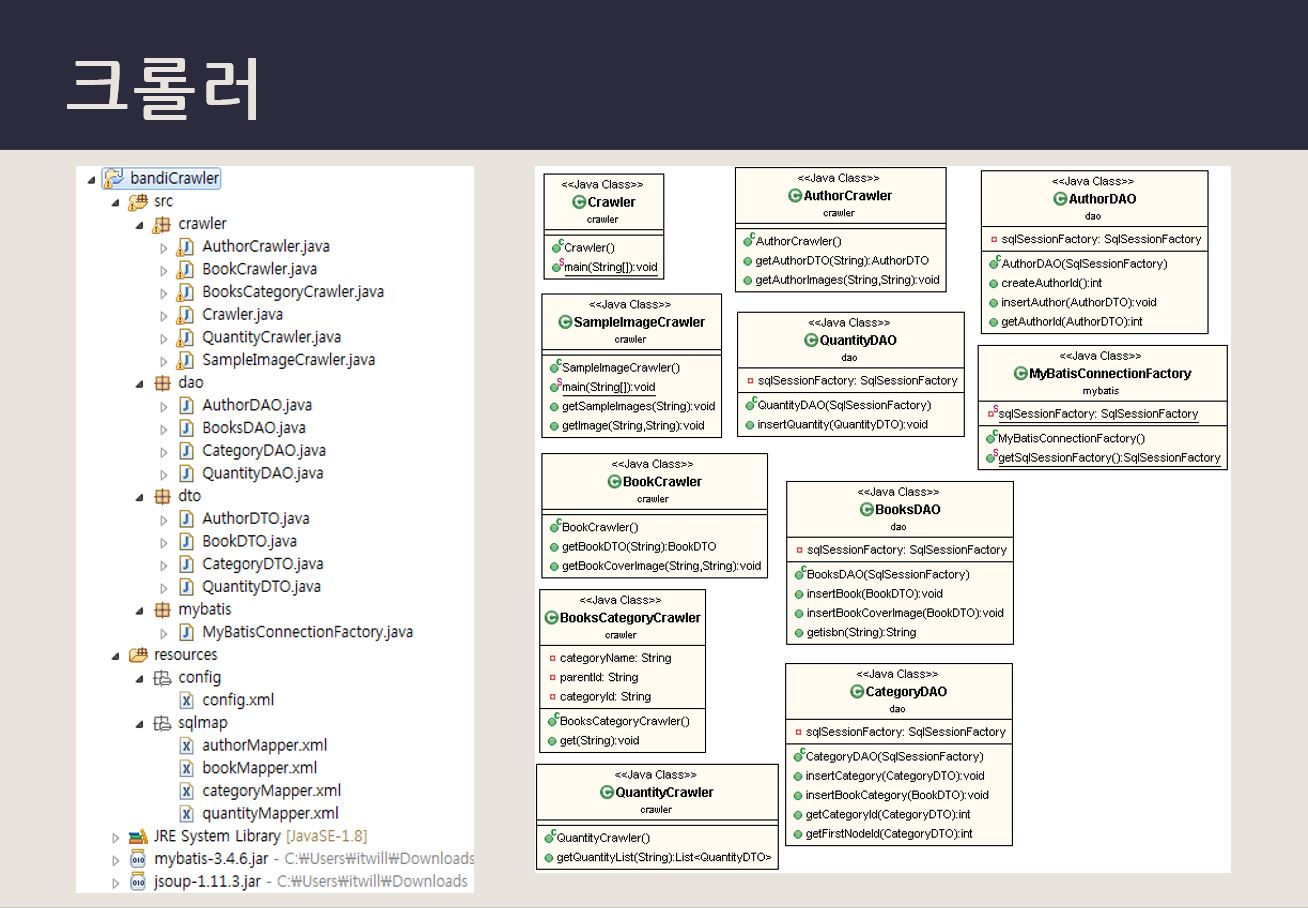 크롤러
bandiCrawler
src
crawler
AuthorCrawler.java
BookCrawler.java
BooksCategoryCrawler.java
Crawler.java
QuantityCrawler.java
SampleImageCrawler.java
dao
AuthorDAO.java
BooksDAO.java
CategoryDAO.java
QuantityDAO.java
dto
AuthorDTO.java
BookDTO.java
CategoryDTO.java
QuantityDTO.java
mybatis
MyBatisConnectionFactory.java
resources
config
config.xml
sqlmap
authorMapper.xml
bookMapper.xml
categoryMapper.xml
quantityMapper.xml
JRE System Library [JavaSE-1.8]
mybatis-3.4.6.jar - C:₩Users₩itwill₩Downloads
jsoup-1.11.3.jar - C:₩Users₩itwill₩Downloads
<<Java Class>>
Crawler
crawler
Crawler()
main(String[]):void
<<Java Class>>
AuthorCrawler
crawler
AuthorCrawler()
getAuthorDTO(String):AuthorDTO
getAuthorImages(String,String):void
<<Java Class>>
AuthorDAO
dao
sqlSessionFactory: SqlSessionFactory
AuthorDAO(SqlSessionFactory)
createAuthorId():int
insertAuthor(AuthorDTO):void
getAuthorId(AuthorDTO):int
<<Java Class>>
SampleImageCrawler
crawler
SampleImageCrawler()
main(String[]):void
getSampleImages(String):void
getImage(String,String):void
<<Java Class>>
QuantityDAO
dao
sqlSessionFactory: SqlSessionFactory
QuantityDAO(SqlSessionFactory)
insertQuantity(QuantityDTO):void
<<Java Class>>
MyBatisConnectionFactory
mybatis
sqlSessionFactory: SqlSessionFactory
MyBatisConnectionFactory()
getSqlSessionFactory():SqlSessionFactory
<<Java Class>>
BookCrawler
crawler
BookCrawler()
getBookDTO(String):BookDTO
getBookCoverImage(String,String):void
<<Java Class>>
BooksDAO
dao
sqlSessionFactory: SqlSessionFactory
BooksDAO(SqlSessionFactory)
insertBook(BookDTO):void
insertBookCoverImage(BookDTO):void
getisbn(String):String
<<Java Class>>
BooksCategoryCrawler
crawler
categoryName: String
parentId: String
categoryId: String
BooksCategoryCrawler()
get(String):void
<<Java Class>>
CategoryDAO
dao
sqlSessionFactory: SqlSessionFactory
CategoryDAO(SqlSessionFactory)
insertCategory(CategoryDTO):void
insertBookCategory(BookDTO):void
getCategoryId(CategoryDTO):int
getFirstNodeId(CategoryDTO):int
<<Java Class>>
QuantityCrawler
crawler
QuantityCrawler()
getQuantityList(String):List<QuantityDTO>